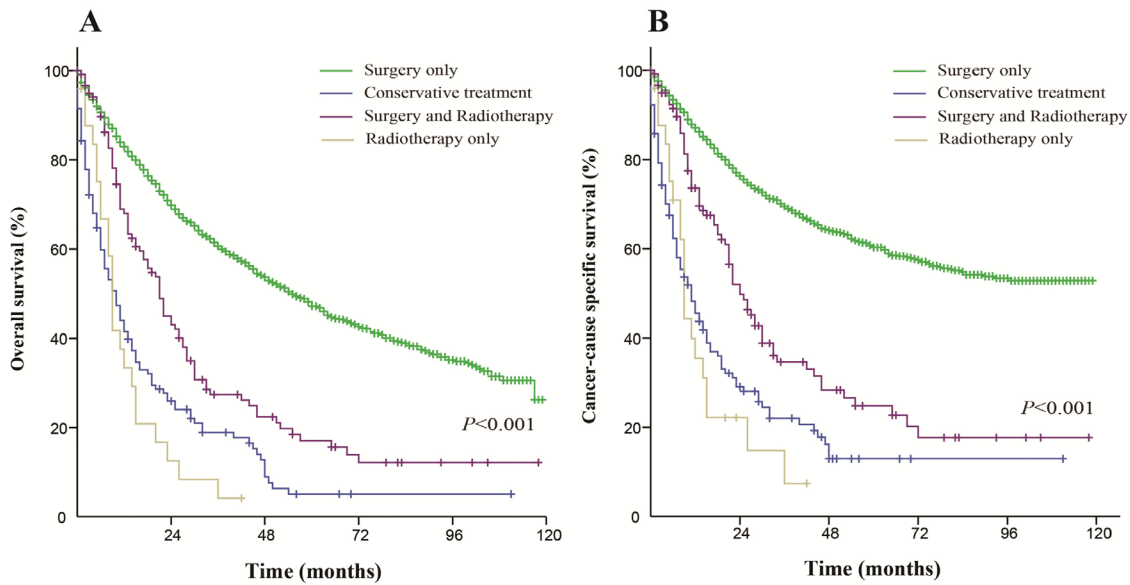 A
Surgery only
Conservative treatment
Surgery and Radiotherapy
Radiotherapy only
100
80
60
40
20
0
Overall survival (%)
P<0.001
24
48
72
96
120
Time (months)
B
Surgery only
Conservative treatment
Surgery and Radiotherapy
Radiotherapy only
100
80
60
40
20
0
Cancer-cause specific survival (%)
P<0.001
24
48
72
96
120
Time (months)